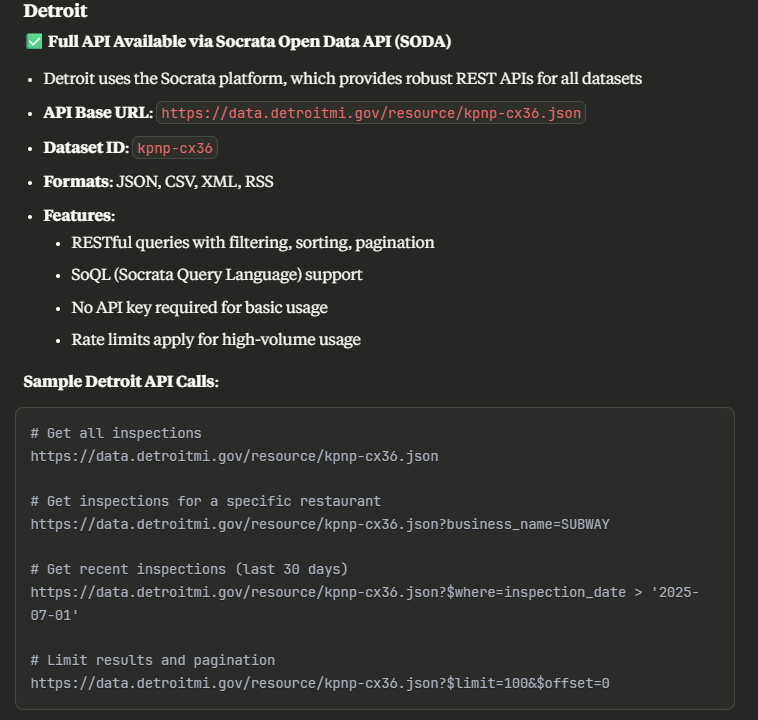 Detroit
✅ Full API Available via Socrata Open Data API (SODA)
• Detroit uses the Socrata platform, which provides robust REST APIs for all datasets
• API Base URL: https://data.detroitmi.gov/resource/kpnp-cx36.json
• Dataset ID: kpnp-cx36
• Formats: JSON, CSV, XML, RSS
• Features:
• RESTful queries with filtering, sorting, pagination
• SoQL (Socrata Query Language) support
• No API key required for basic usage
• Rate limits apply for high-volume usage
Sample Detroit API Calls:
# Get all inspections
https://data.detroitmi.gov/resource/kpnp-cx36.json
# Get inspections for a specific restaurant
https://data.detroitmi.gov/resource/kpnp-cx36.json?business_name=SUBWAY
# Get recent inspections (last 30 days)
https://data.detroitmi.gov/resource/kpnp-cx36.json?$where=inspection_date > '2025-
07-01'
# Limit results and pagination
https://data.detroitmi.gov/resource/kpnp-cx36.json?$limit=100&$offset=0